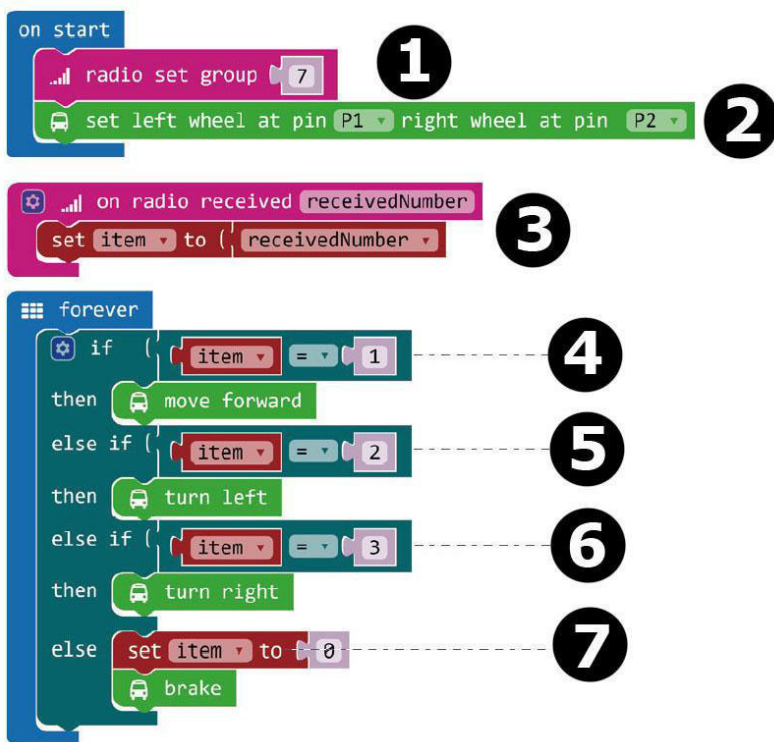 on start
radio set group 7
1
set left wheel at pin P1 right wheel at pin P2
2
on radio received receivedNumber
set item to ( receivedNumber
3
forever
if ( item = 1
4
then move forward
else if ( item = 2
5
then turn left
else if ( item = 3
6
then turn right
7
else set item to 0
brake